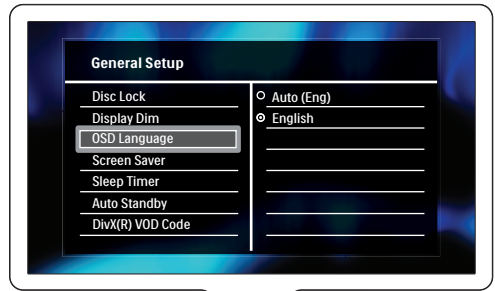 General Setup
Disc Lock
Auto (Eng)
Display Dim
English
OSD Language
Screen Saver
Sleep Timer
Auto Standby
DivX(R) VOD Code